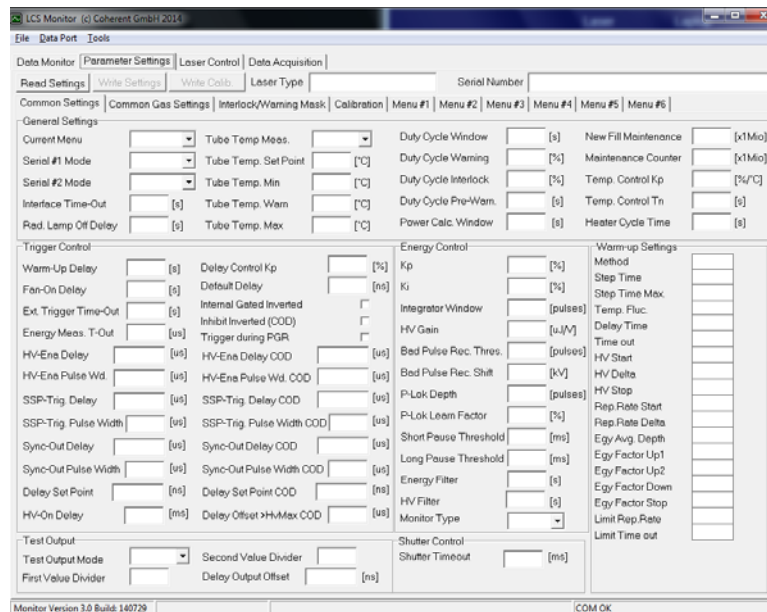 LCS Monitor (c) Coherent GmbH 2014
File Data Port Tools
Data Monitor Parameter Settings Laser Control Data Acquisition
Read Settings Write Settings Write Calib. Laser Type Serial Number
Common Settings Common Gas Settings Interlock/Warning Mask Calibration Menu #1 Menu #2 Menu #3 Menu #4 Menu #5 Menu #6
General Settings
Current Menu Tube Temp Meas. Duty Cycle Window [s] New Fill Maintenance [x1Mio]
Serial #1 Mode Tube Temp. Set Point [°C] Duty Cycle Warning [%] Maintenance Counter [x1Mio]
Serial #2 Mode Tube Temp. Min [°C] Duty Cycle Interlock [%] Temp. Control Kp [%/°C]
Interface Time-Out [s] Tube Temp. Warn [°C] Duty Cycle Pre-Warn. [s] Temp. Control Tn [s]
Rad. Lamp Off Delay [s] Tube Temp. Max [°C] Power Calc. Window [s] Heater Cycle Time [s]
Trigger Control
Warm-Up Delay [s] Delay Control Kp [%]
Fan-On Delay [s] Default Delay [ns]
Ext. Trigger Time-Out [s] Internal Gated Inverted
Inhibit Inverted (COD)
Energy Meas. T-Out [us] Trigger during PGR
HV-Ena Delay [us] HV-Ena Delay COD [us]
HV-Ena Pulse Wd. [us] HV-Ena Pulse Wd. COD [us]
SSP-Trig. Delay [us] SSP-Trig. Delay COD [us]
SSP-Trig. Pulse Width [us] SSP-Trig. Pulse Width COD [us]
Sync-Out Delay [us] Sync-Out Delay COD [us]
Sync-Out Pulse Width [us] Sync-Out Pulse Width COD [us]
Delay Set Point [ns] Delay Set Point COD [ns]
HV-On Delay [ms] Delay Offset >HvMax COD [us]
Energy Control
Kp [%]
Ki [%]
Integrator Window [pulses]
HV Gain [uJ/V]
Bad Pulse Rec. Thres. [pulses]
Bad Pulse Rec. Shift [kV]
P-Lok Depth [pulses]
P-Lok Learn Factor [%]
Short Pause Threshold [ms]
Long Pause Threshold [ms]
Energy Filter [s]
HV Filter [s]
Monitor Type
Warm-up Settings
Method
Step Time
Step Time Max.
Temp. Fluc.
Delay Time
Time out
HV Start
HV Delta
HV Stop
Rep.Rate Start
Rep.Rate Delta
Egy Avg. Depth
Egy Factor Up1
Egy Factor Up2
Egy Factor Down
Egy Factor Stop
Limit Rep.Rate
Limit Time out
Test Output
Test Output Mode Second Value Divider
First Value Divider Delay Output Offset [ns]
Shutter Control
Shutter Timeout [ms]
Monitor Version 3.0 Build: 140729 COM OK